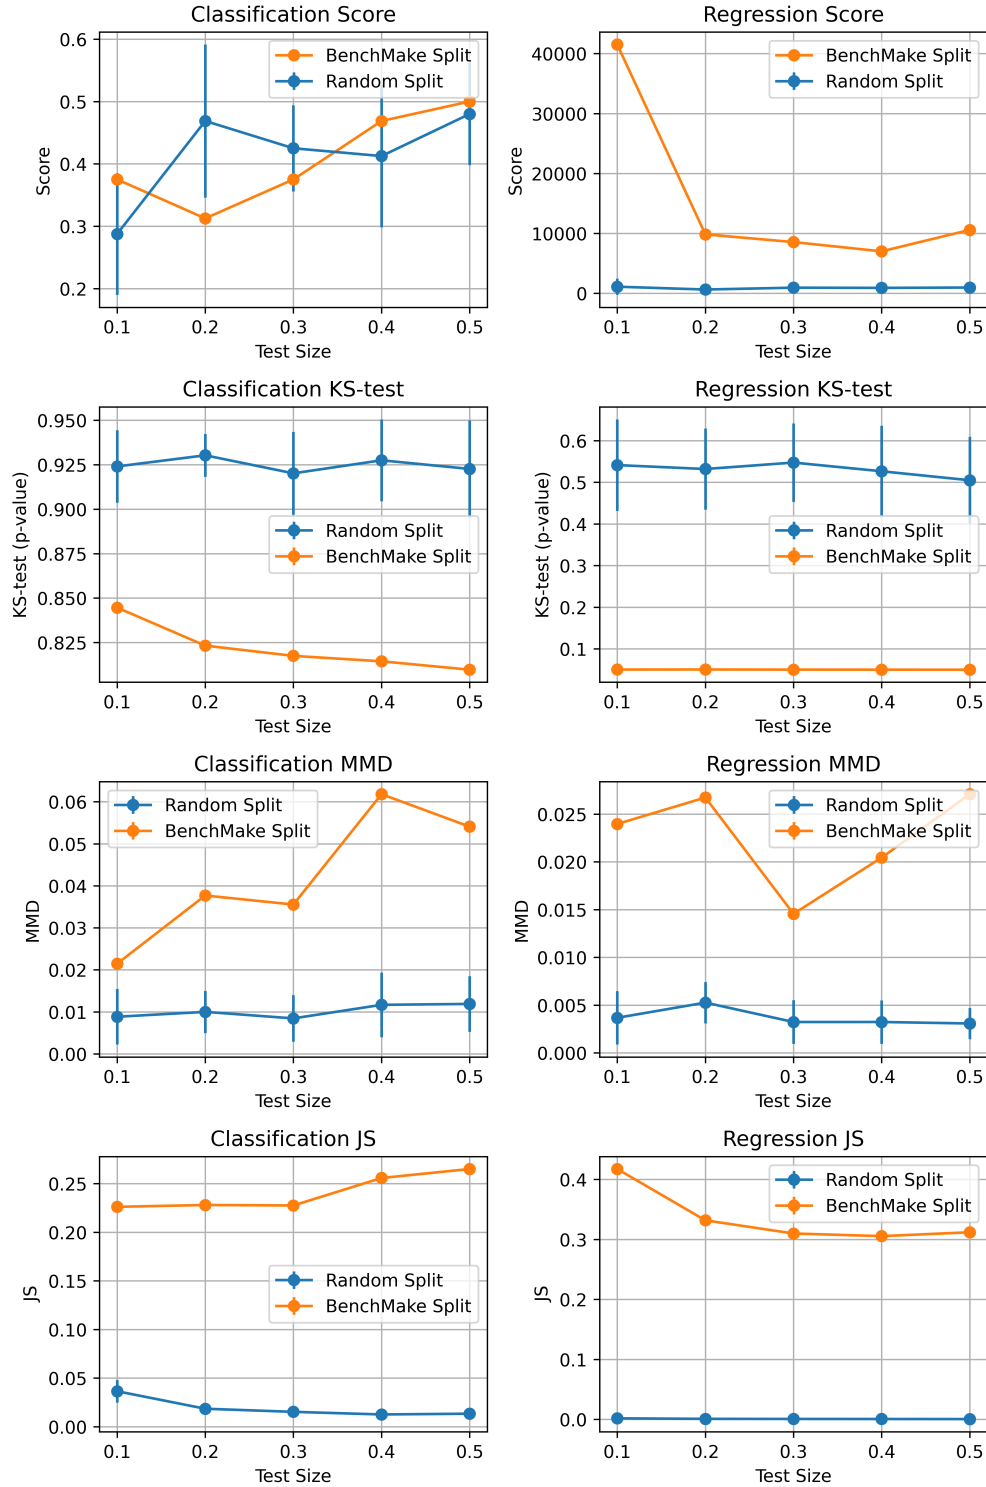 Classification Score
0.6
0.5
0.4
0.3
0.2
Score
BenchMake Split
Random Split
0.1 0.2 0.3 0.4 0.5
Test Size
Regression Score
40000
30000
20000
10000
0
Score
BenchMake Split
Random Split
0.1 0.2 0.3 0.4 0.5
Test Size
Classification KS-test
0.950
0.925
0.900
0.875
0.850
0.825
KS-test (p-value)
Random Split
BenchMake Split
0.1 0.2 0.3 0.4 0.5
Test Size
Regression KS-test
0.6
0.5
0.4
0.3
0.2
0.1
KS-test (p-value)
Random Split
BenchMake Split
0.1 0.2 0.3 0.4 0.5
Test Size
Classification MMD
0.06
0.05
0.04
0.03
0.02
0.01
0.00
MMD
Random Split
BenchMake Split
0.1 0.2 0.3 0.4 0.5
Test Size
Regression MMD
0.025
0.020
0.015
0.010
0.005
0.000
MMD
Random Split
BenchMake Split
0.1 0.2 0.3 0.4 0.5
Test Size
Classification JS
0.25
0.20
0.15
0.10
0.05
0.00
JS
Random Split
BenchMake Split
0.1 0.2 0.3 0.4 0.5
Test Size
Regression JS
0.4
0.3
0.2
0.1
0.0
JS
Random Split
BenchMake Split
0.1 0.2 0.3 0.4 0.5
Test Size